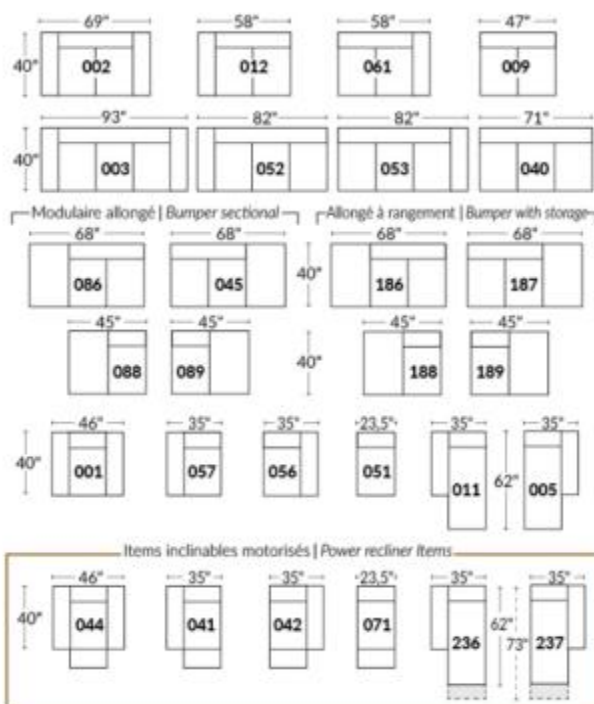 69" 58" 58" 47"
40" 002 012 061 009
93" 82" 82" 71"
40" 003 052 053 040
Modulaire allongé | Bumper sectional Allongé à rangement | Bumper with storage
68" 68" 68" 68"
086 045 40" 186 187
45" 45" 45" 45"
088 089 40" 188 189
46" 35" 35" 23,5" 35" 35"
40" 001 057 056 051 011 62" 005
Items inclinables motorisés | Power recliner Items
46" 35" 35" 23,5" 35" 35"
40" 044 041 042 071 236 62" 73" 237